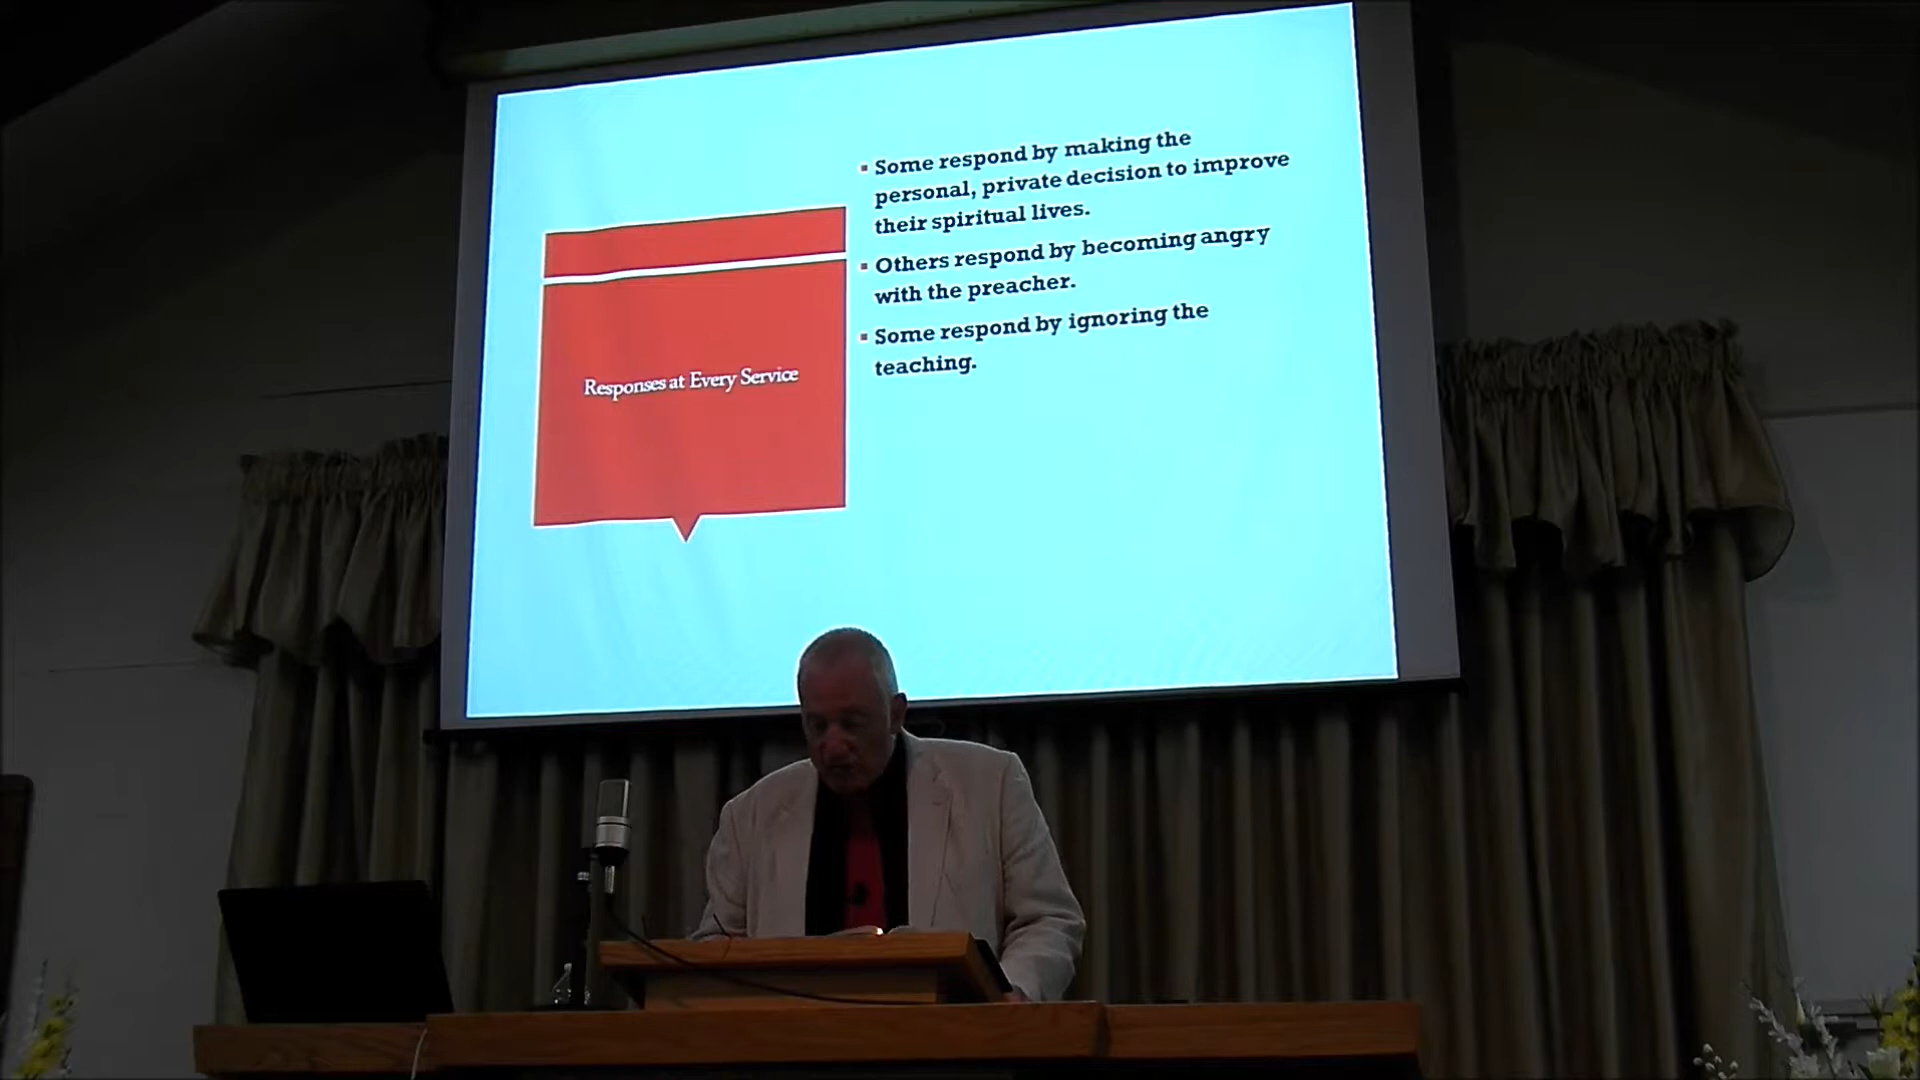 Responses at Every Service
▪ Some respond by making the
personal, private decision to improve
their spiritual lives.
▪ Others respond by becoming angry
with the preacher.
▪ Some respond by ignoring the
teaching.